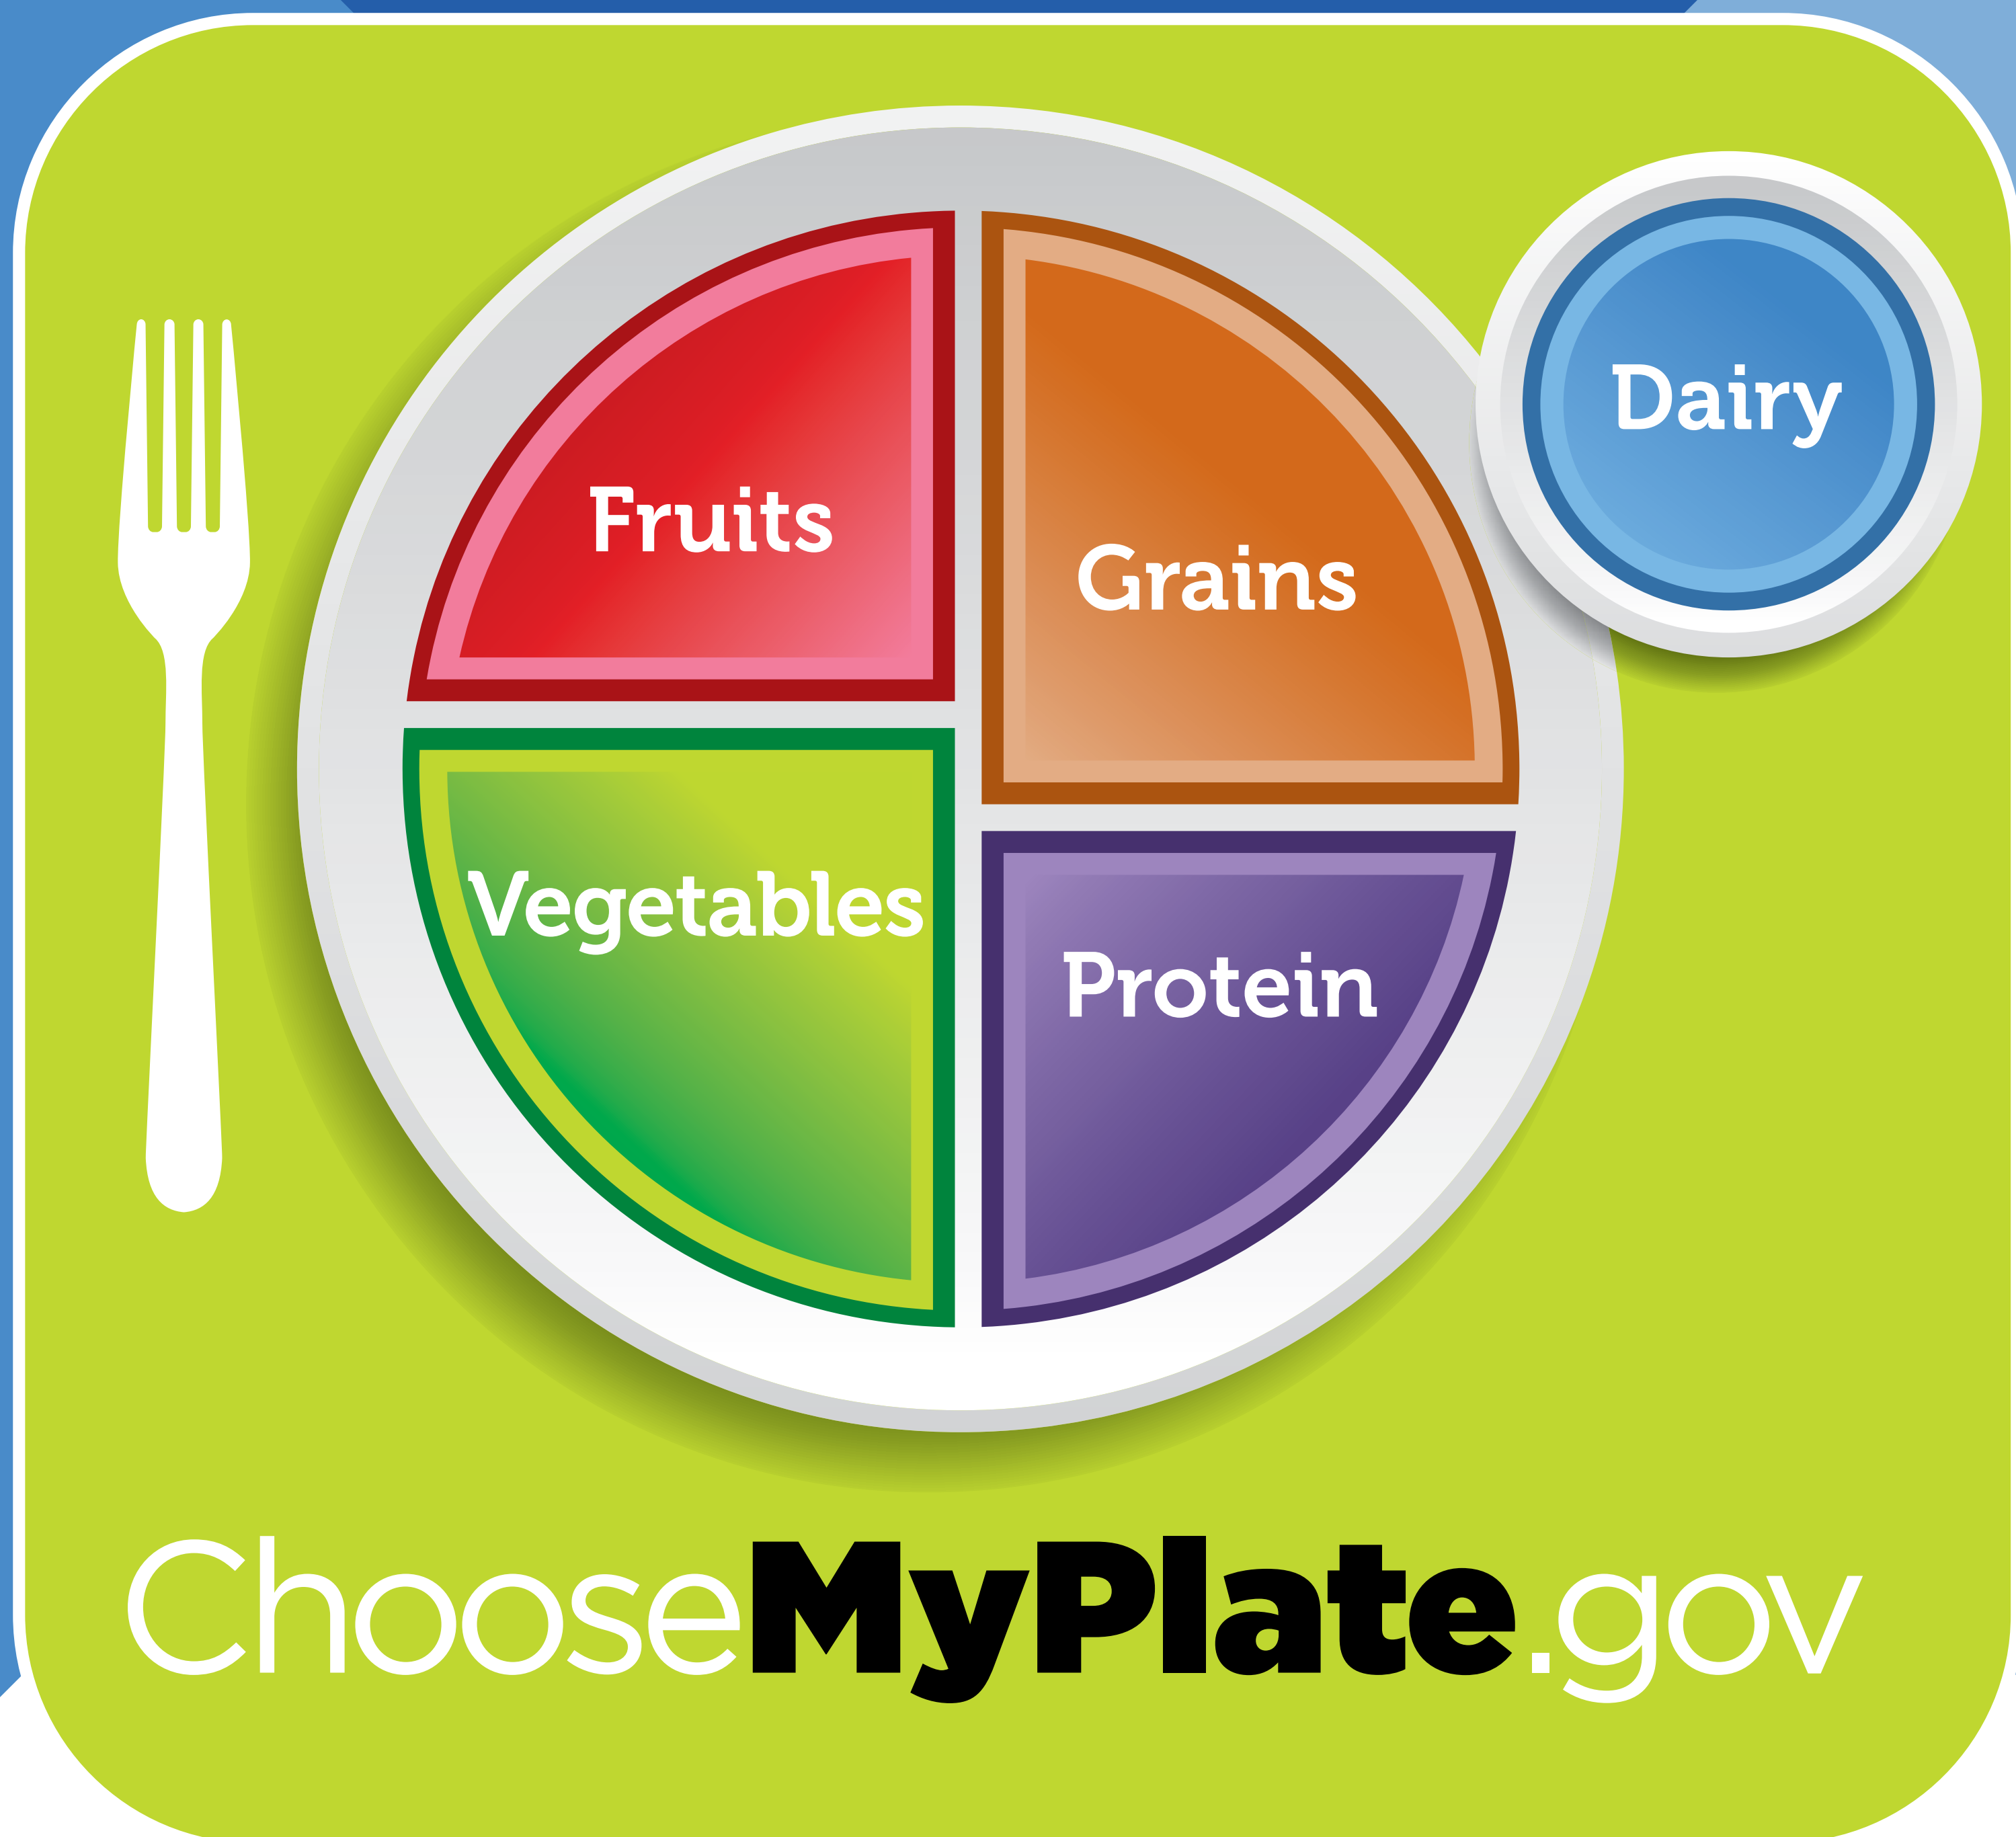 Fruits
Grains
Dairy
Vegetables
Protein
ChooseMyPlate.gov